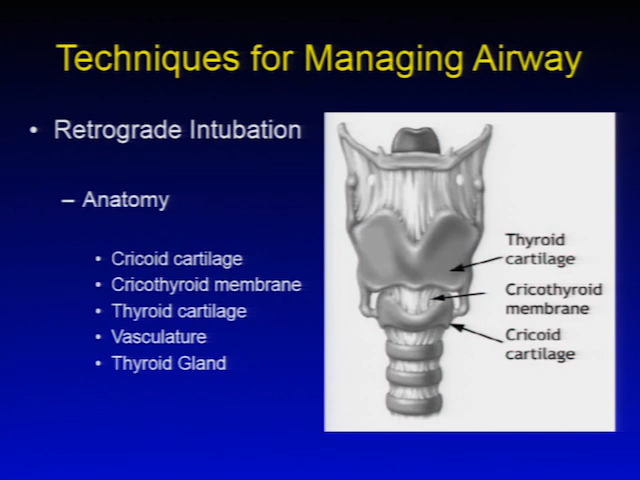 Techniques for Managing Airway
• Retrograde Intubation
– Anatomy
• Cricoid cartilage
• Cricothyroid membrane
• Thyroid cartilage
• Vasculature
• Thyroid Gland
Thyroid
cartilage
Cricothyroid
membrane
Cricoid
cartilage